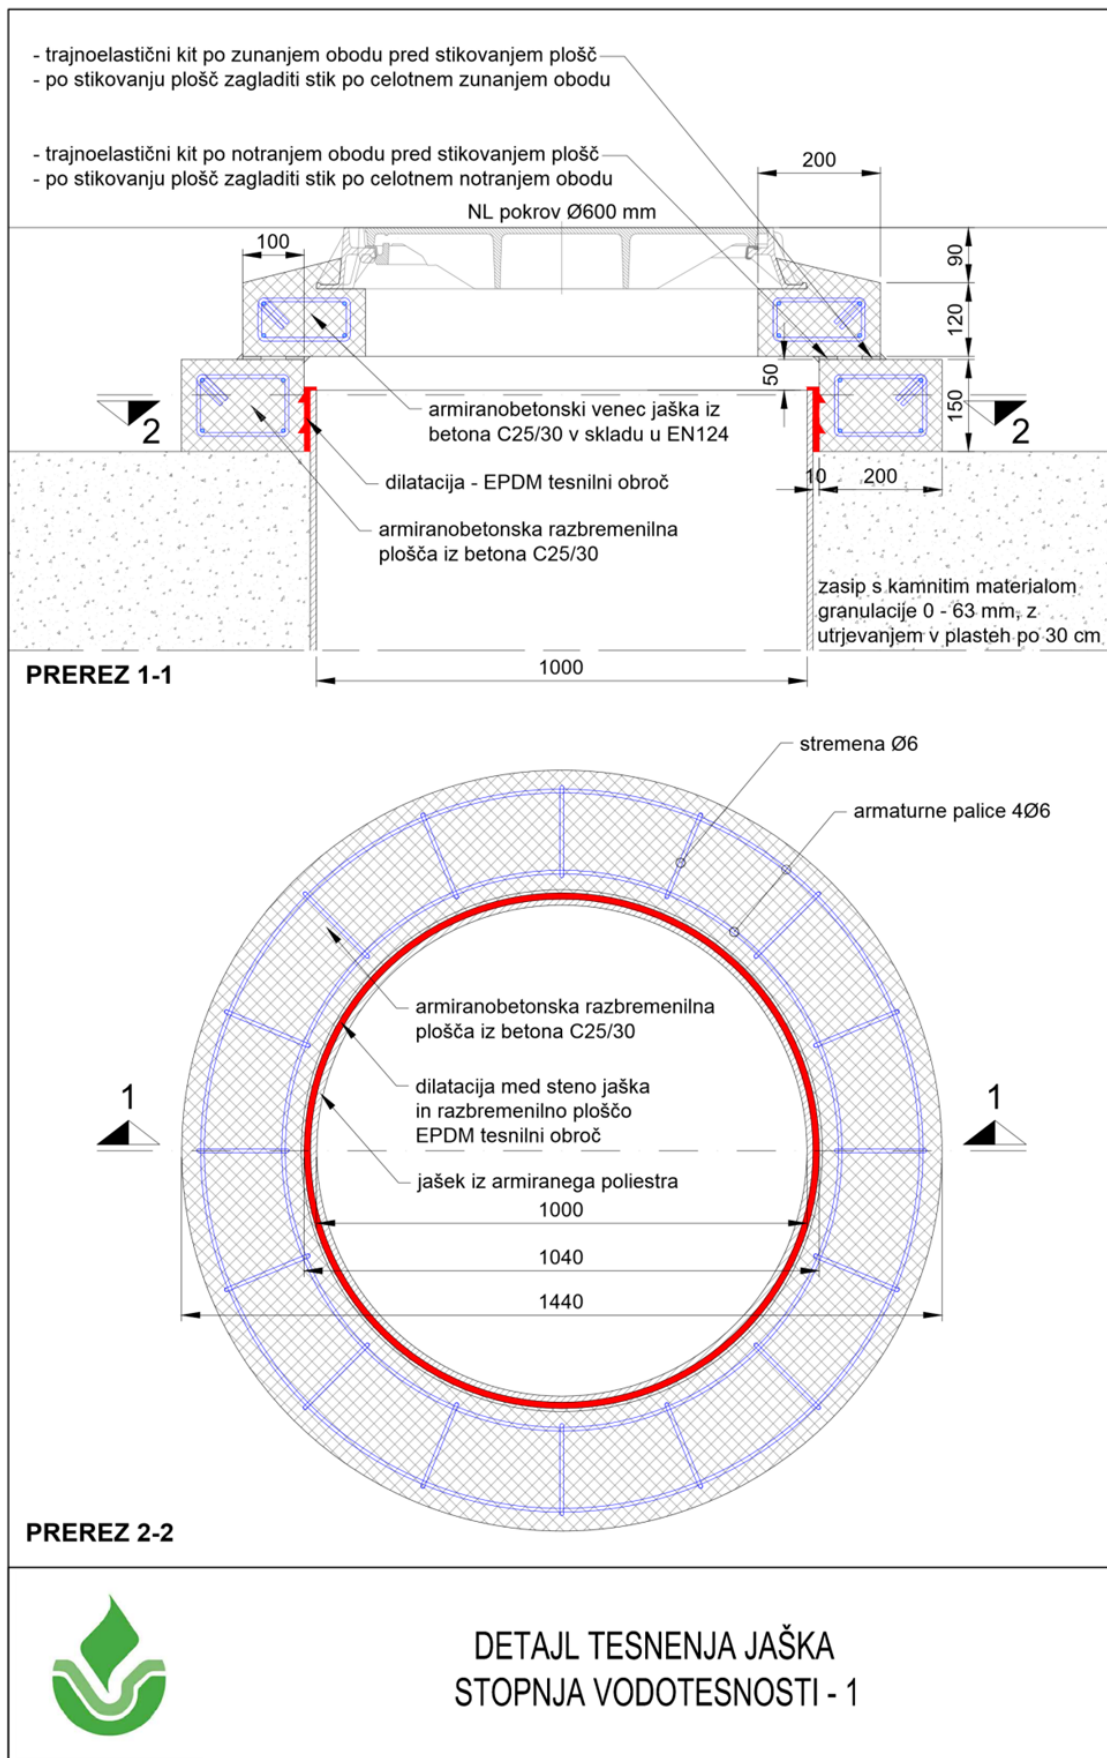 - trajnoelastični kit po zunanjem obodu pred stikovanjem plošč
- po stikovanju plošč zagladiti stik po celotnem zunanjem obodu
- trajnoelastični kit po notranjem obodu pred stikovanjem plošč
- po stikovanju plošč zagladiti stik po celotnem notranjem obodu
200
NL pokrov Ø600 mm
100
90
120
50
150
2
2
armiranobetonski venec jaška iz
betona C25/30 v skladu u EN124
dilatacija - EPDM tesnilni obroč
10
200
armiranobetonska razbremenilna
plošča iz betona C25/30
zasip s kamnitim materialom
granulacije 0 - 63 mm, z
utrjevanjem v plasteh po 30 cm
PREREZ 1-1
1000
stremena Ø6
armaturne palice 4Ø6
armiranobetonska razbremenilna
plošča iz betona C25/30
dilatacija med steno jaška
in razbremenilno ploščo
EPDM tesnilni obroč
1
1
jašek iz armiranega poliestra
1000
1040
1440
PREREZ 2-2
DETAJL TESNENJA JAŠKA
STOPNJA VODOTESNOSTI - 1